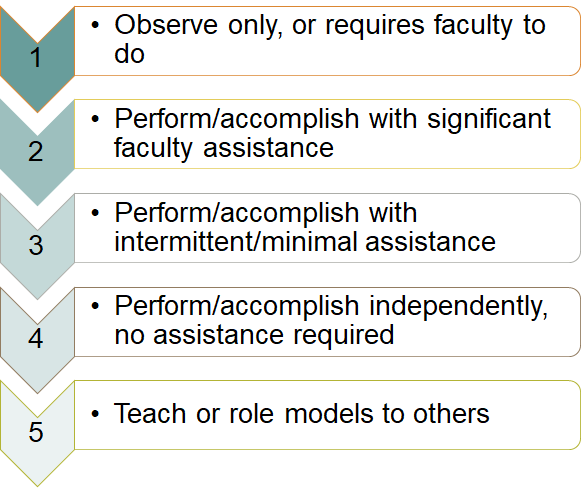 1
• Observe only, or requires faculty to
do
2
• Perform/accomplish with significant
faculty assistance
3
• Perform/accomplish with
intermittent/minimal assistance
4
• Perform/accomplish independently,
no assistance required
5
• Teach or role models to others